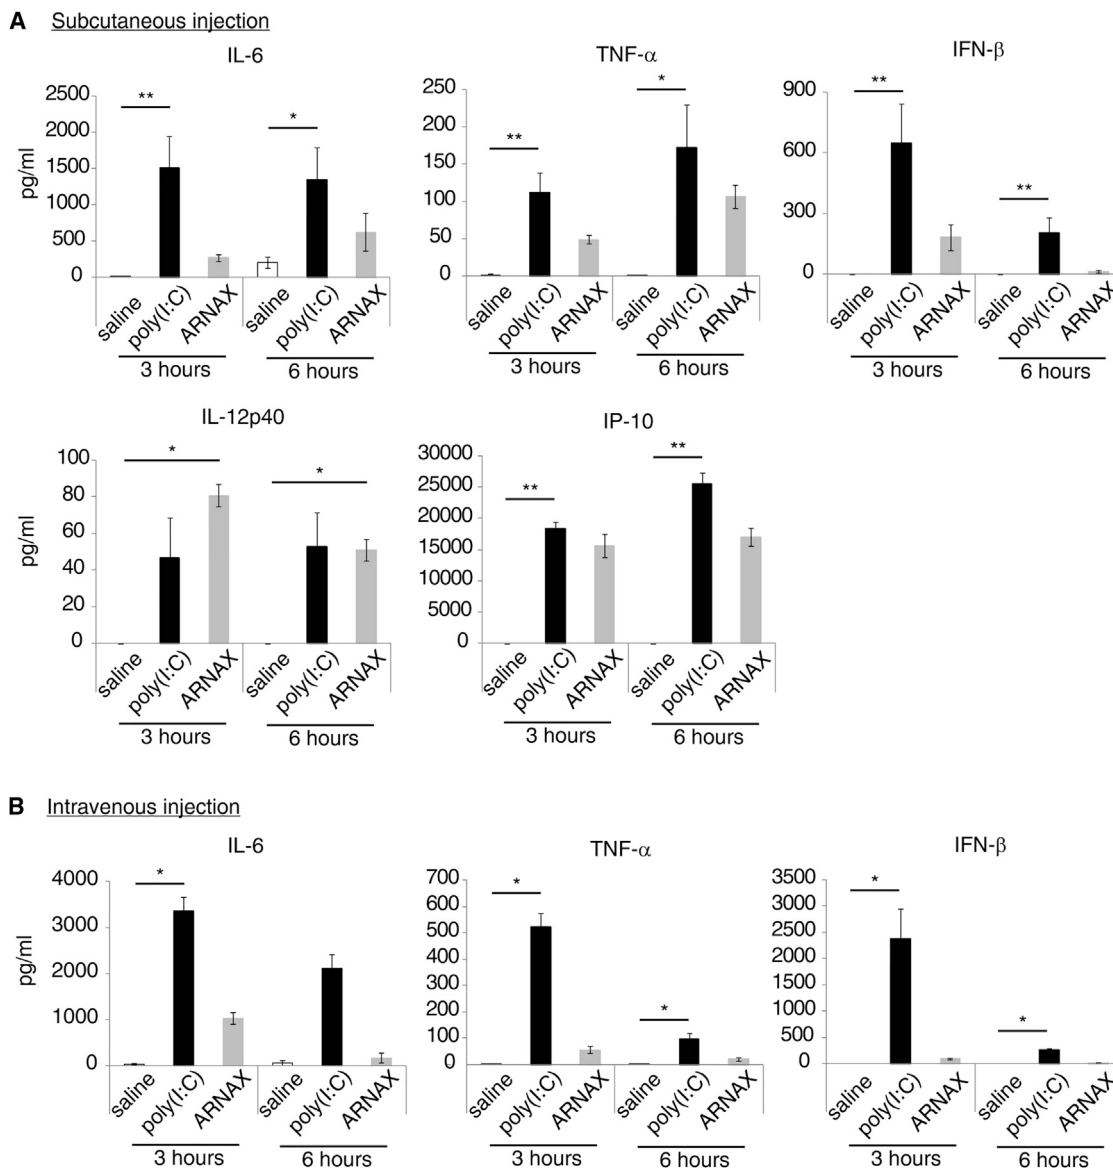 A Subcutaneous injection
IL-6
TNF-α
IFN-β
pg/ml
2500
2000
1500
1000
500
0
**
*
saline
poly(I:C)
ARNAX
saline
poly(I:C)
ARNAX
3 hours
6 hours
250
200
150
100
50
0
**
*
saline
poly(I:C)
ARNAX
saline
poly(I:C)
ARNAX
3 hours
6 hours
900
600
300
0
**
**
saline
poly(I:C)
ARNAX
saline
poly(I:C)
ARNAX
3 hours
6 hours
IL-12p40
IP-10
pg/ml
100
80
60
40
20
0
*
*
saline
poly(I:C)
ARNAX
saline
poly(I:C)
ARNAX
3 hours
6 hours
30000
25000
20000
15000
10000
5000
0
**
**
saline
poly(I:C)
ARNAX
saline
poly(I:C)
ARNAX
3 hours
6 hours
B Intravenous injection
IL-6
TNF-α
IFN-β
pg/ml
4000
3000
2000
1000
0
*
saline
poly(I:C)
ARNAX
saline
poly(I:C)
ARNAX
3 hours
6 hours
700
600
500
400
300
200
100
0
*
*
saline
poly(I:C)
ARNAX
saline
poly(I:C)
ARNAX
3 hours
6 hours
3500
3000
2500
2000
1500
1000
500
0
*
*
saline
poly(I:C)
ARNAX
saline
poly(I:C)
ARNAX
3 hours
6 hours